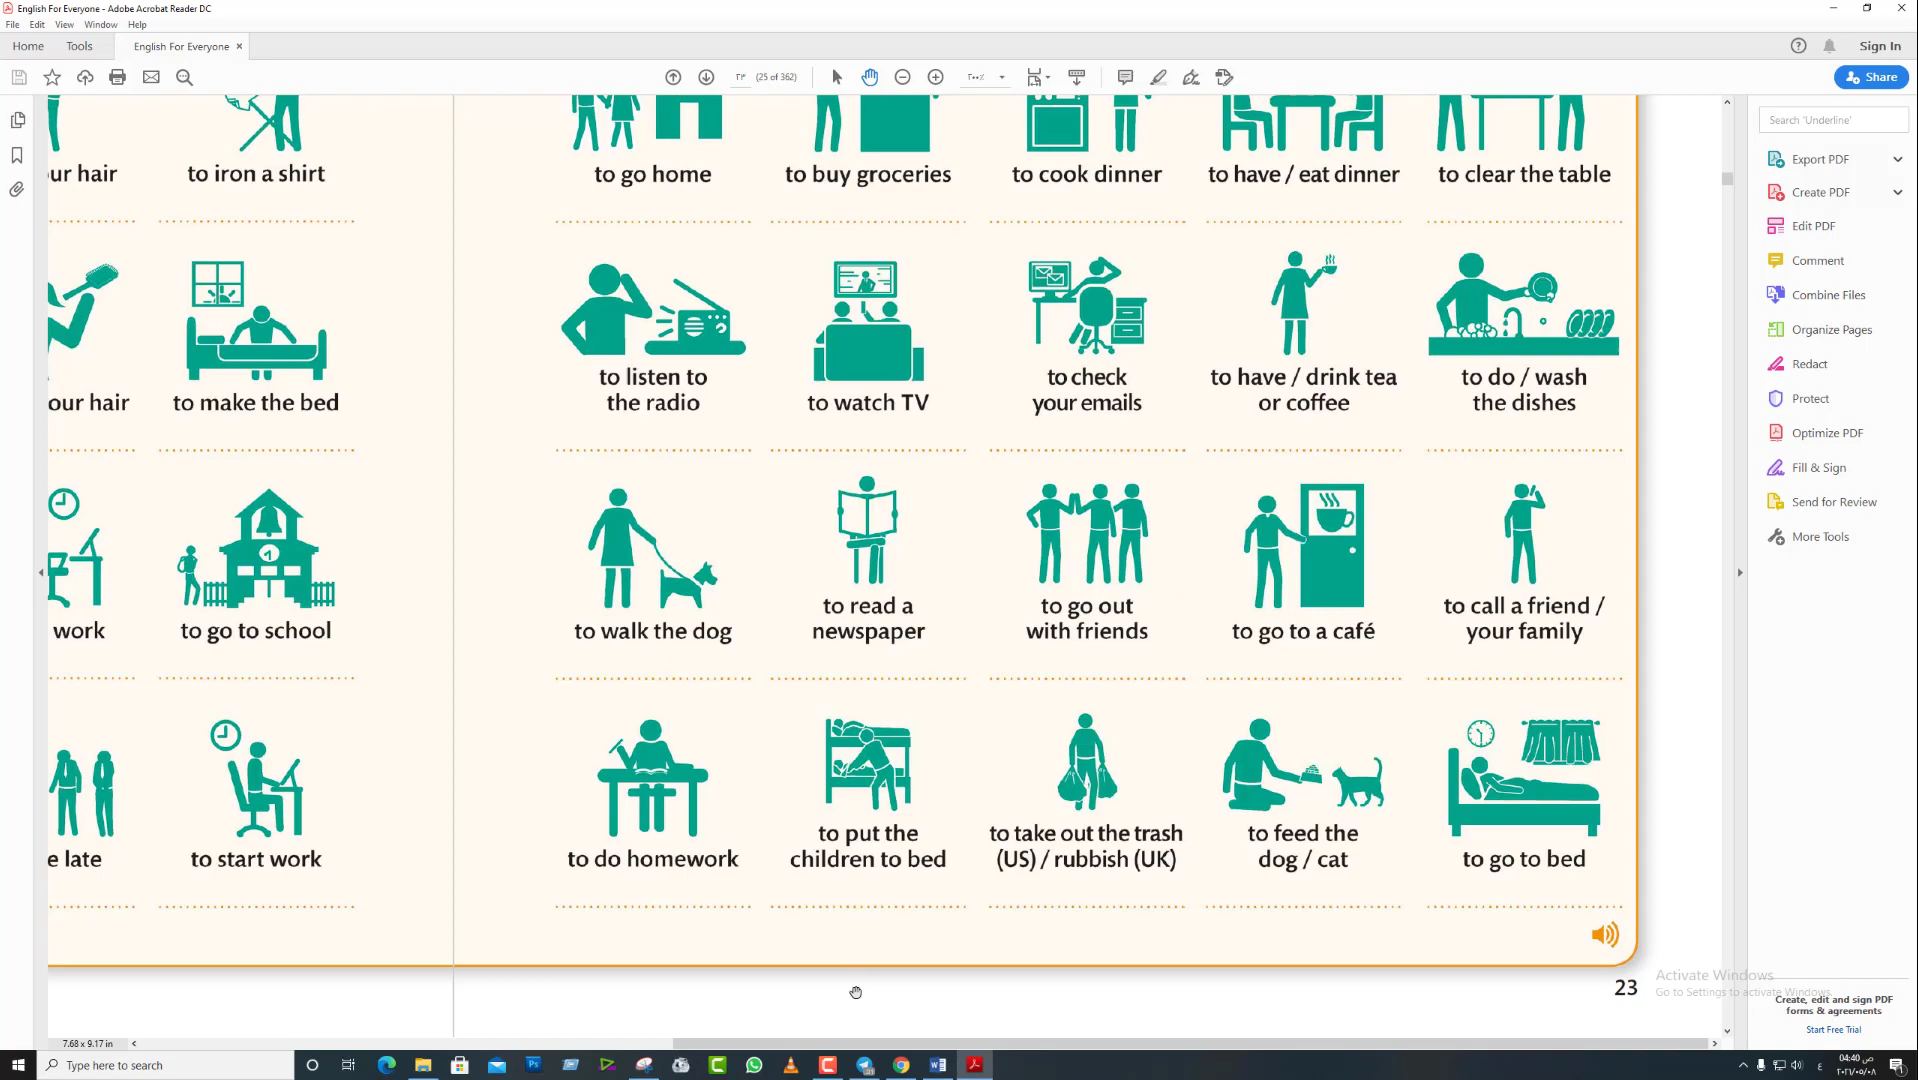 English For Everyone - Adobe Acrobat Reader DC
File Edit View Window Help
Home Tools English For Everyone × Sign In
٢٣ (25 of 362) ٢٠٠% Share
Search 'Underline'
Export PDF
Create PDF
Edit PDF
Comment
Combine Files
Organize Pages
Redact
Protect
Optimize PDF
Fill & Sign
Send for Review
More Tools
ur hair to iron a shirt to go home to buy groceries to cook dinner to have / eat dinner to clear the table
our hair to make the bed
to listen to
the radio
to watch TV
to check
your emails
to have / drink tea
or coffee
to do / wash
the dishes
work to go to school to walk the dog
to read a
newspaper
to go out
with friends
to go to a café
to call a friend /
your family
e late to start work to do homework
to put the
children to bed
to take out the trash
(US) / rubbish (UK)
to feed the
dog / cat
to go to bed
1
23
Activate Windows
Go to Settings to activate Windows.
Create, edit and sign PDF
forms & agreements
Start Free Trial
7.68 x 9.17 in
Type here to search
ع
04:40 ص
٢٠٢١/٠٥/٠٨